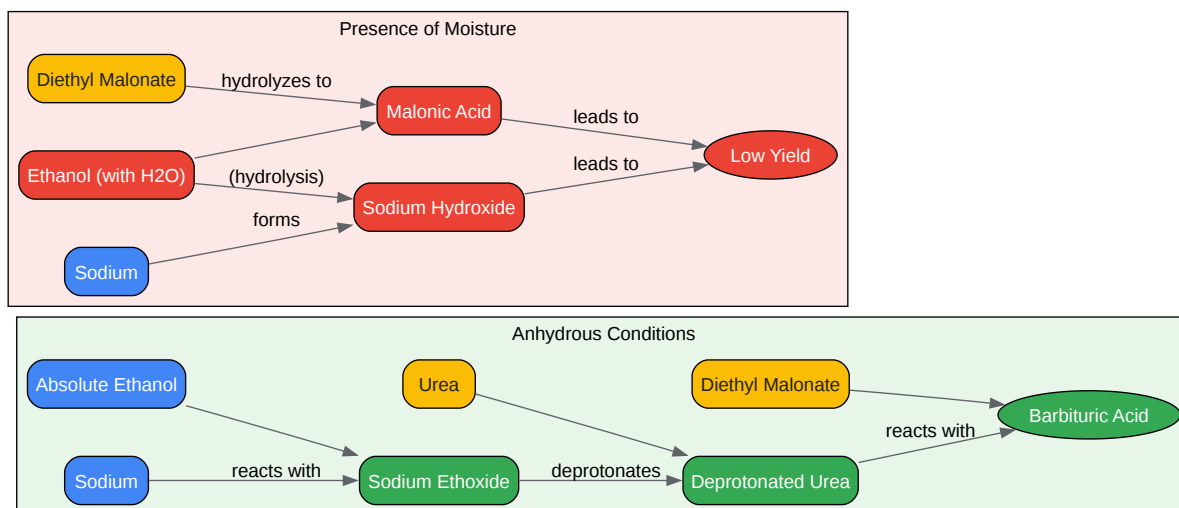 Presence of Moisture
Diethyl Malonate
hydrolyzes to
Malonic Acid
leads to
Low Yield
Ethanol (with H2O)
(hydrolysis)
leads to
Sodium Hydroxide
forms
Sodium
Anhydrous Conditions
Absolute Ethanol
Urea
Diethyl Malonate
Barbituric Acid
reacts with
Sodium
reacts with
Sodium Ethoxide
deprotonates
Deprotonated Urea